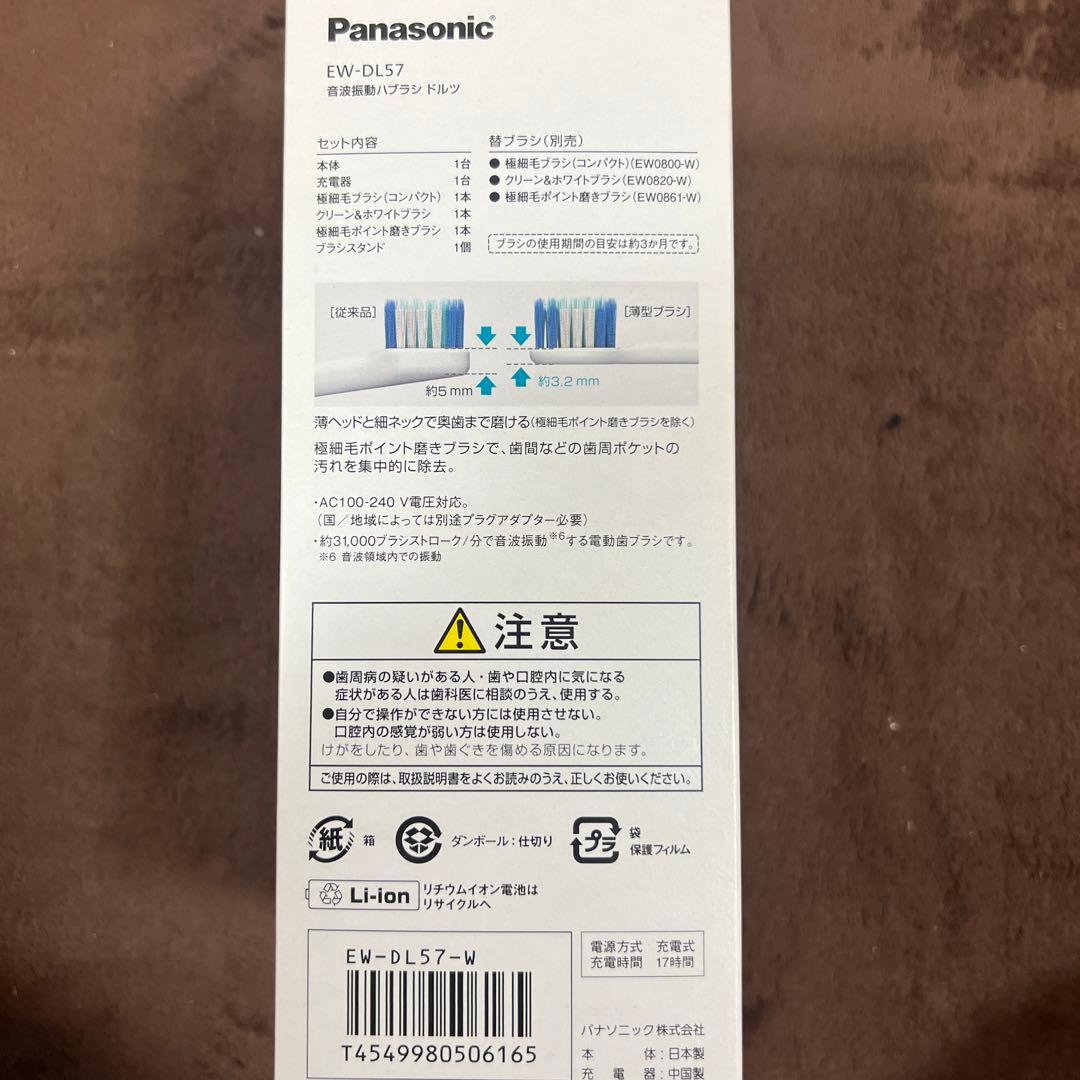 Panasonic®
EW-DL57
音波振動ハブラシ ドルツ
セット内容
本体 1台
充電器 1台
極細毛ブラシ(コンパクト) 1本
クリーン&ホワイトブラシ 1本
極細毛ポイント磨きブラシ 1本
ブラシスタンド 1個
替ブラシ(別売)
● 極細毛ブラシ(コンパクト)(EW0800-W)
● クリーン&ホワイトブラシ(EW0820-W)
● 極細毛ポイント磨きブラシ(EW0861-W)
ブラシの使用期間の目安は約3か月です。
[従来品]
[薄型ブラシ]
約5mm
約3.2mm
薄ヘッドと細ネックで奥歯まで磨ける(極細毛ポイント磨きブラシを除く)
極細毛ポイント磨きブラシで、歯間などの歯周ポケットの
汚れを集中的に除去。
・AC100-240 V電圧対応。
(国/地域によっては別途プラグアダプター必要)
・約31,000ブラシストローク/分で音波振動※6する電動歯ブラシです。
※6 音波領域内での振動
注意
●歯周病の疑いがある人・歯や口腔内に気になる
症状がある人は歯科医に相談のうえ、使用する。
●自分で操作ができない方には使用させない。
口腔内の感覚が弱い方は使用しない。
けがをしたり、歯や歯ぐきを傷める原因になります。
ご使用の際は、取扱説明書をよくお読みのうえ、正しくお使いください。
紙 箱
ダンボール:仕切り
プラ 袋
保護フィルム
Li-ion
リチウムイオン電池は
リサイクルへ
EW-DL57-W
T4549980506165
電源方式 充電式
充電時間 17時間
パナソニック株式会社
本体:日本製
充電器:中国製